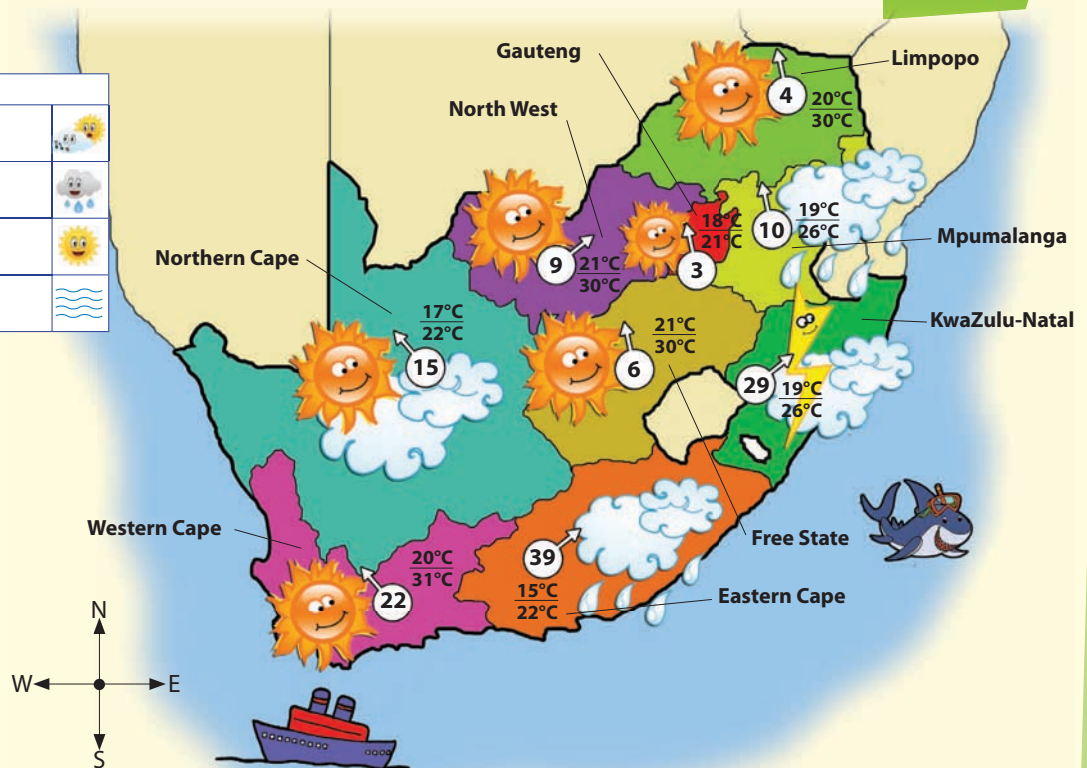 Gauteng
Limpopo
North West
4
20°C
30°C
Northern Cape
9
21°C
30°C
18°C
21°C
3
10
19°C
26°C
Mpumalanga
KwaZulu-Natal
17°C
22°C
15
6
21°C
30°C
29
19°C
26°C
Western Cape
20°C
31°C
22
39
15°C
22°C
Free State
Eastern Cape
N
W E
S